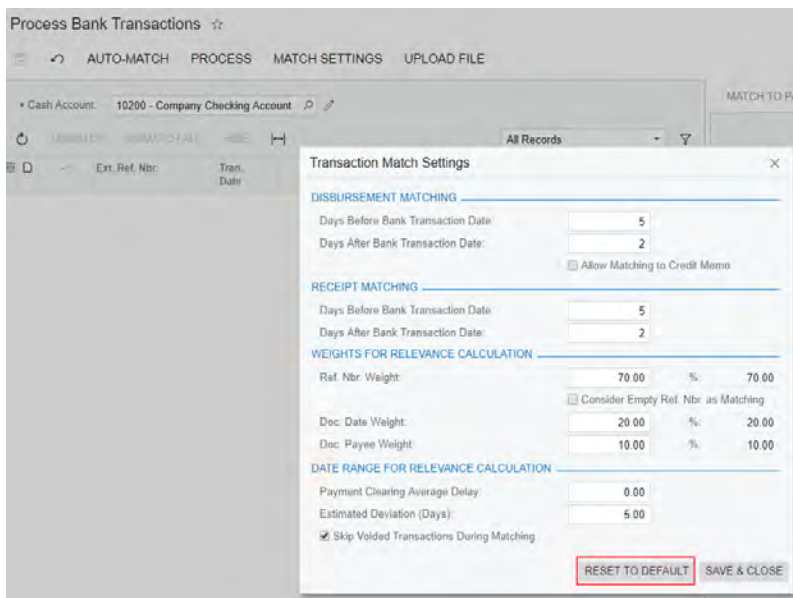 Process Bank Transactions
AUTO-MATCH PROCESS MATCH SETTINGS UPLOAD FILE
• Cash Account: 10200 - Company Checking Account
MATCH TO PA
UNMATCH ALL HIDE All Records
Ext. Ref. Nbr. Tran. Date
Transaction Match Settings
DISBURSEMENT MATCHING
Days Before Bank Transaction Date: 5
Days After Bank Transaction Date: 2
Allow Matching to Credit Memo
RECEIPT MATCHING
Days Before Bank Transaction Date: 5
Days After Bank Transaction Date: 2
WEIGHTS FOR RELEVANCE CALCULATION
Ref. Nbr. Weight: 70.00 %: 70.00
Consider Empty Ref. Nbr. as Matching
Doc. Date Weight: 20.00 %: 20.00
Doc. Payee Weight: 10.00 %: 10.00
DATE RANGE FOR RELEVANCE CALCULATION
Payment Clearing Average Delay: 0.00
Estimated Deviation (Days): 5.00
Skip Voided Transactions During Matching
RESET TO DEFAULT SAVE & CLOSE